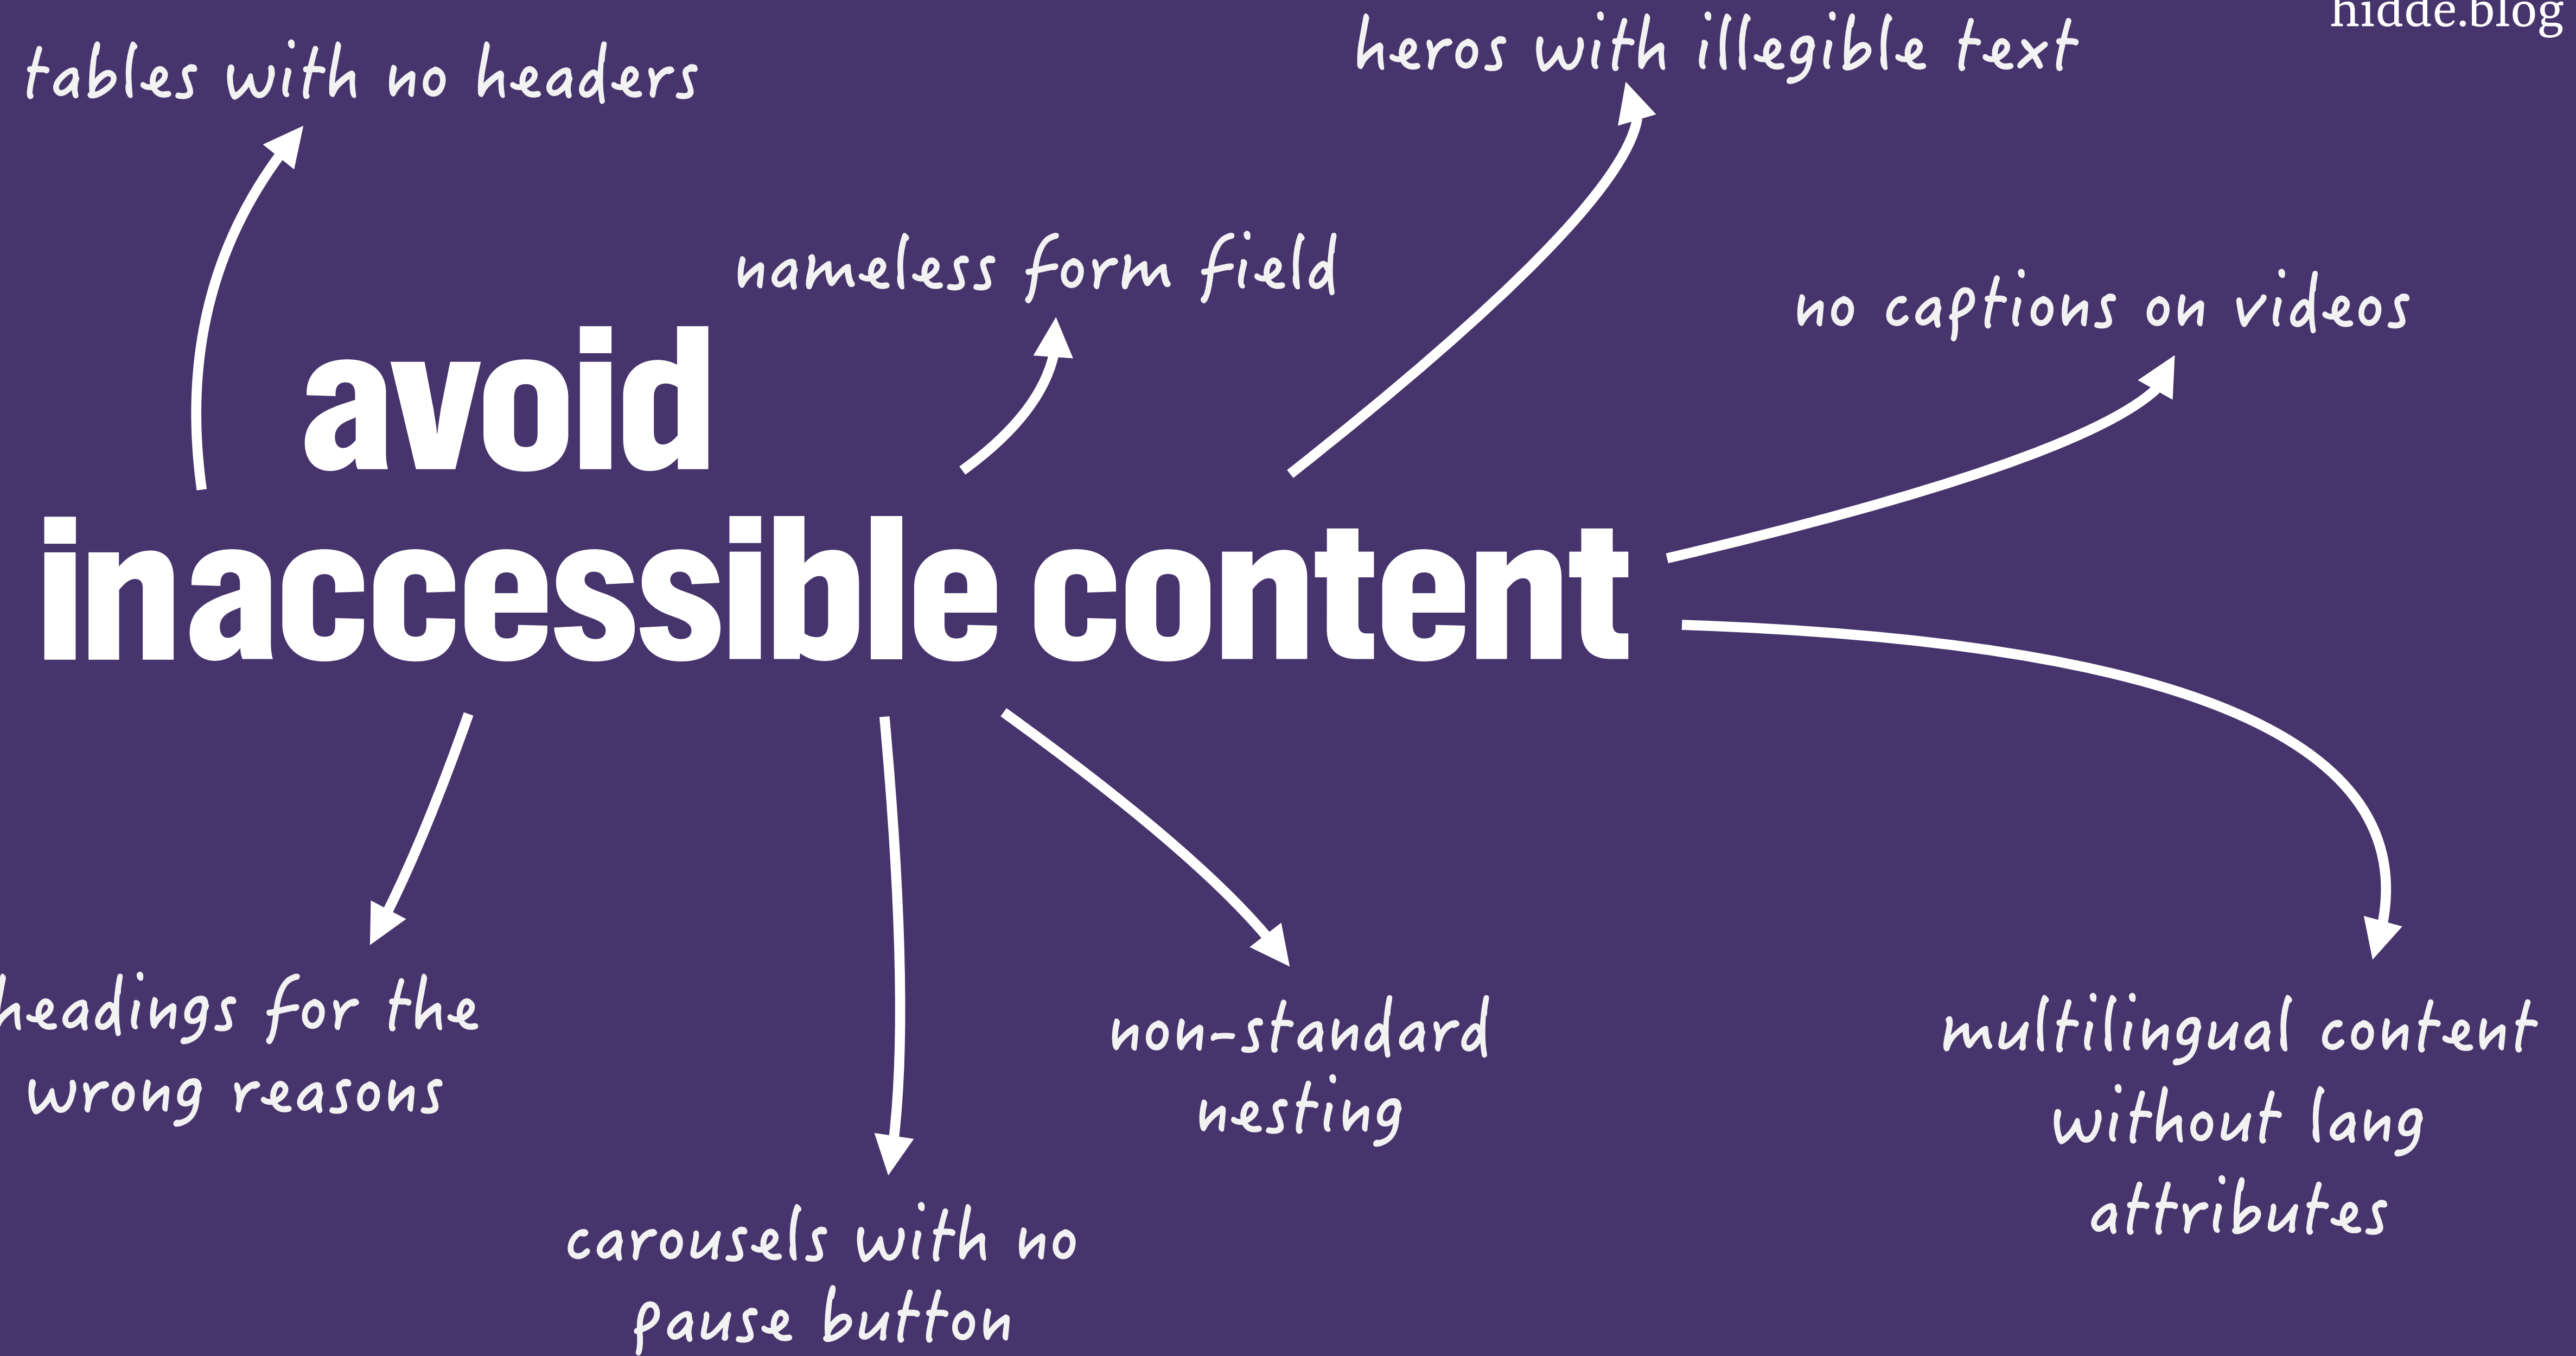 hidde.blog
tables with no headers
heros with illegible text
nameless form field
no captions on videos
avoid
inaccessible content
headings for the
wrong reasons
carousels with no
pause button
non-standard
nesting
multilingual content
without lang
attributes